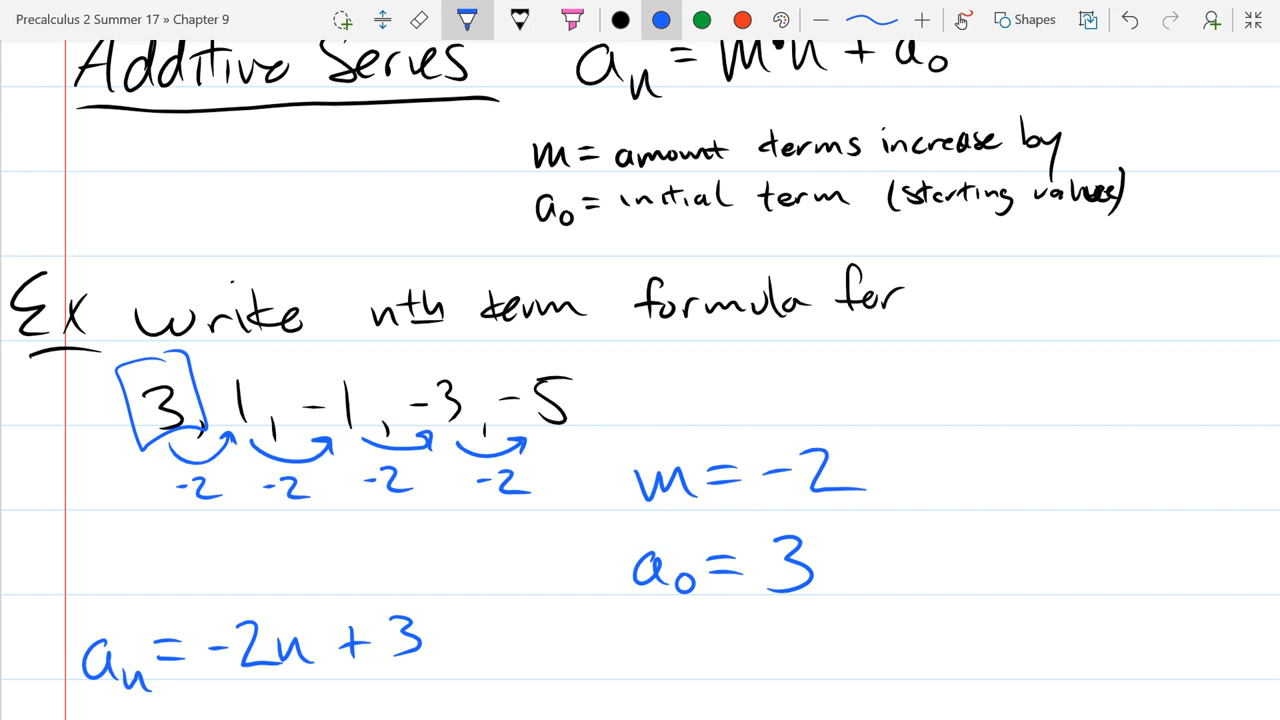 Precalculus 2 Summer 17 » Chapter 9
Shapes
Additive Series aₙ = m·n + a₀
m = amount terms increase by
a₀ = initial term (starting values)
Ex Write nth term formula for
3, 1, -1, -3, -5
-2 -2 -2 -2
m = -2
a₀ = 3
aₙ = -2n + 3